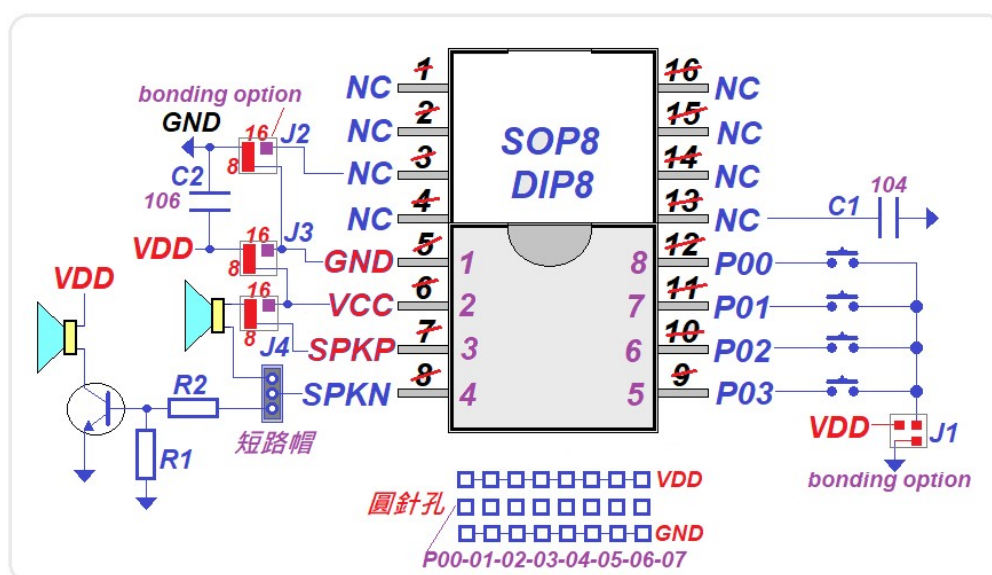 bonding option
GND
16
J2
8
C2
106
VDD
16
J3
8
VDD
16
8
J4
R2
R1
短路帽
NC
1
NC
2
NC
3
NC
4
GND
5
VCC
6
SPKP
7
SPKN
8
SOP8
DIP8
1
2
3
4
8
7
6
5
16
NC
15
NC
14
NC
13
NC
12
P00
11
P01
10
P02
9
P03
C1
104
VDD
J1
bonding option
圓針孔
VDD
GND
P00-01-02-03-04-05-06-07